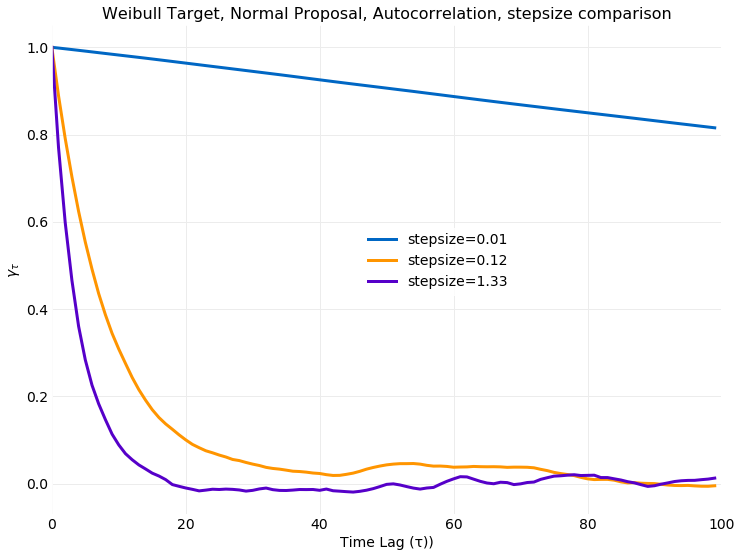 Weibull Target, Normal Proposal, Autocorrelation, stepsize comparison
1.0
0.8
0.6
0.4
0.2
0.0
γτ
stepsize=0.01
stepsize=0.12
stepsize=1.33
0 20 40 60 80 100
Time Lag (τ))